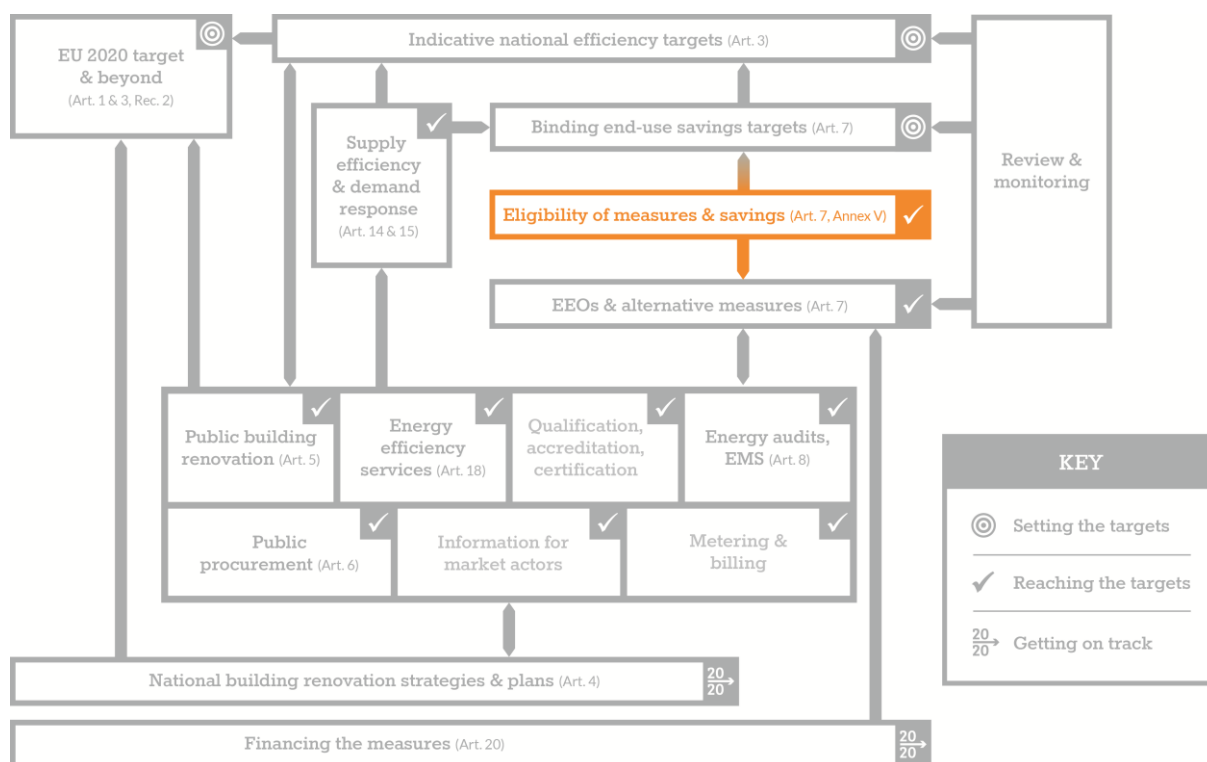 EU 2020 target
& beyond
(Art. 1 & 3, Rec. 2)
Indicative national efficiency targets (Art. 3)
Supply
efficiency
& demand
response
(Art. 14 & 15)
Binding end-use savings targets (Art. 7)
Review &
monitoring
Eligibility of measures & savings (Art. 7, Annex V)
EEOs & alternative measures (Art. 7)
Public building
renovation (Art. 5)
Energy
efficiency
services (Art. 18)
Qualification,
accreditation,
certification
Energy audits,
EMS (Art. 8)
Public
procurement (Art. 6)
Information for
market actors
Metering &
billing
National building renovation strategies & plans (Art. 4)
20
20
Financing the measures (Art. 20)
20
20
KEY
Setting the targets
Reaching the targets
20
20
Getting on track